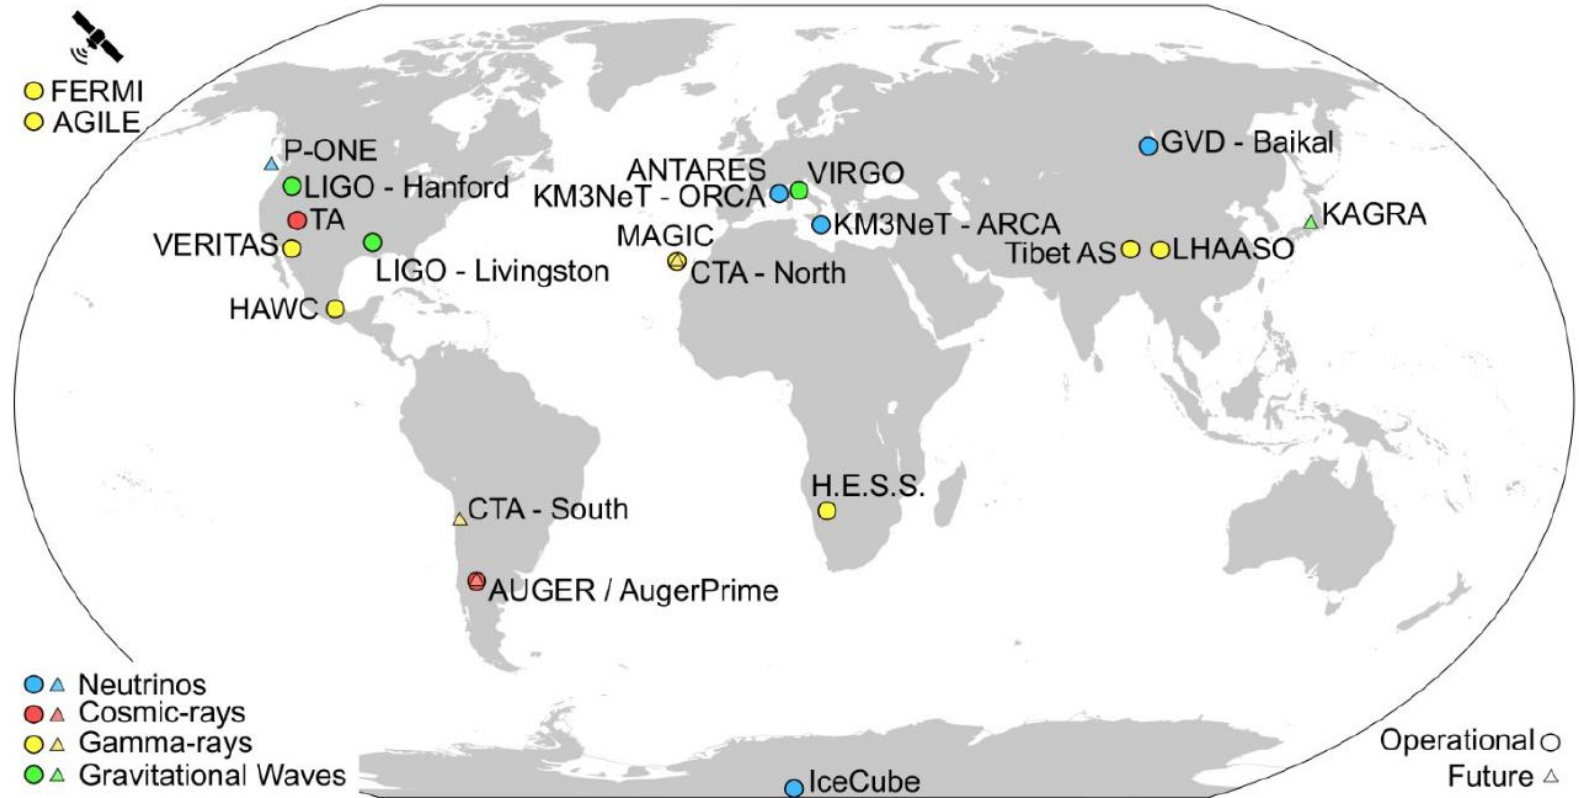 FERMI
AGILE
P-ONE
LIGO - Hanford
TA
VERITAS
LIGO - Livingston
HAWC
ANTARES
KM3NeT - ORCA
VIRGO
KM3NeT - ARCA
MAGIC
CTA - North
GVD - Baikal
KAGRA
Tibet AS
LHAASO
H.E.S.S.
CTA - South
AUGER / AugerPrime
IceCube
Neutrinos
Cosmic-rays
Gamma-rays
Gravitational Waves
Operational
Future